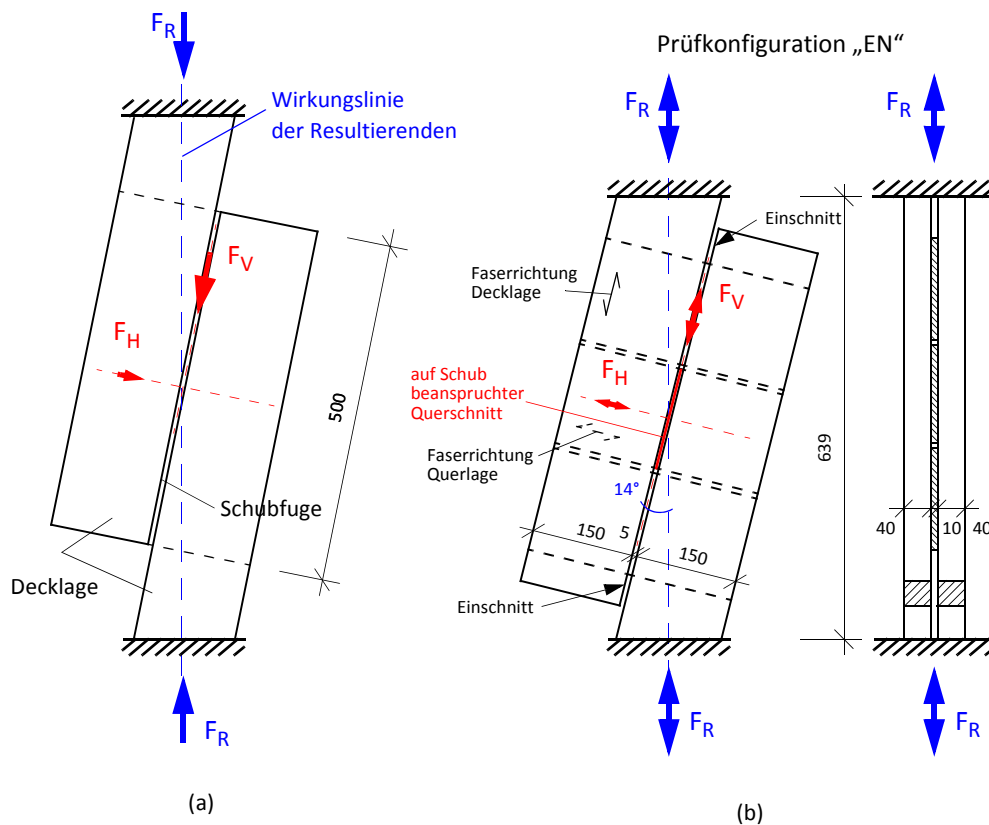 F_R
Wirkungslinie
der Resultierenden
F_V
F_H
500
Schubfuge
Decklage
F_R
(a)
Prüfkonfiguration „EN“
F_R
F_R
Einschnitt
Faserrichtung
Decklage
F_V
F_H
auf Schub
beanspruchter
Querschnitt
Faserrichtung
Querlage
14°
150 5
150
Einschnitt
639
40
10
40
F_R
F_R
(b)